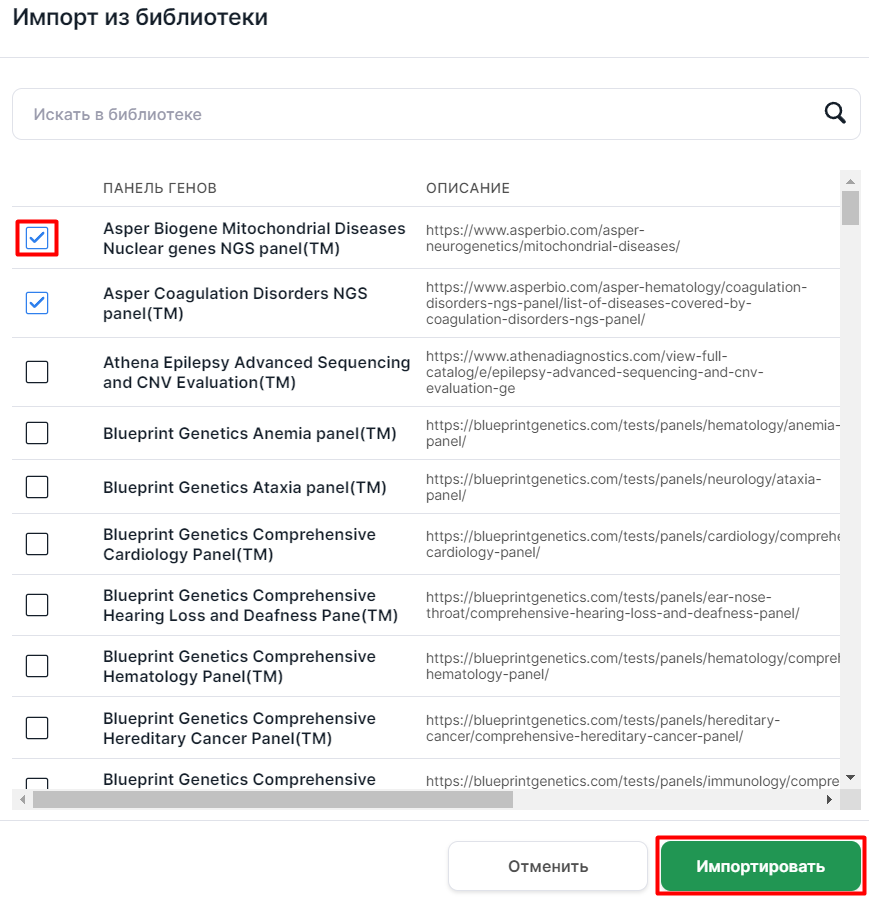 Импорт из библиотеки
Искать в библиотеке
ПАНЕЛЬ ГЕНОВ
ОПИСАНИЕ
Asper Biogene Mitochondrial Diseases
Nuclear genes NGS panel(TM)
https://www.asperbio.com/asper-
neurogenetics/mitochondrial-diseases/
Asper Coagulation Disorders NGS
panel(TM)
https://www.asperbio.com/asper-hematology/coagulation-
disorders-ngs-panel/list-of-diseases-covered-by-
coagulation-disorders-ngs-panel/
Athena Epilepsy Advanced Sequencing
and CNV Evaluation(TM)
https://www.athenadiagnostics.com/view-full-
catalog/e/epilepsy-advanced-sequencing-and-cnv-
evaluation-ge
Blueprint Genetics Anemia panel(TM)
https://blueprintgenetics.com/tests/panels/hematology/anemia-
panel/
Blueprint Genetics Ataxia panel(TM)
https://blueprintgenetics.com/tests/panels/neurology/ataxia-
panel/
Blueprint Genetics Comprehensive
Cardiology Panel(TM)
https://blueprintgenetics.com/tests/panels/cardiology/comprehe
cardiology-panel/
Blueprint Genetics Comprehensive
Hearing Loss and Deafness Pane(TM)
https://blueprintgenetics.com/tests/panels/ear-nose-
throat/comprehensive-hearing-loss-and-deafness-panel/
Blueprint Genetics Comprehensive
Hematology Panel(TM)
https://blueprintgenetics.com/tests/panels/hematology/compreh
hematology-panel/
Blueprint Genetics Comprehensive
Hereditary Cancer Panel(TM)
https://blueprintgenetics.com/tests/panels/hereditary-
cancer/comprehensive-hereditary-cancer-panel/
Blueprint Genetics Comprehensive
https://blueprintgenetics.com/tests/panels/immunology/compre
Отменить
Импортировать